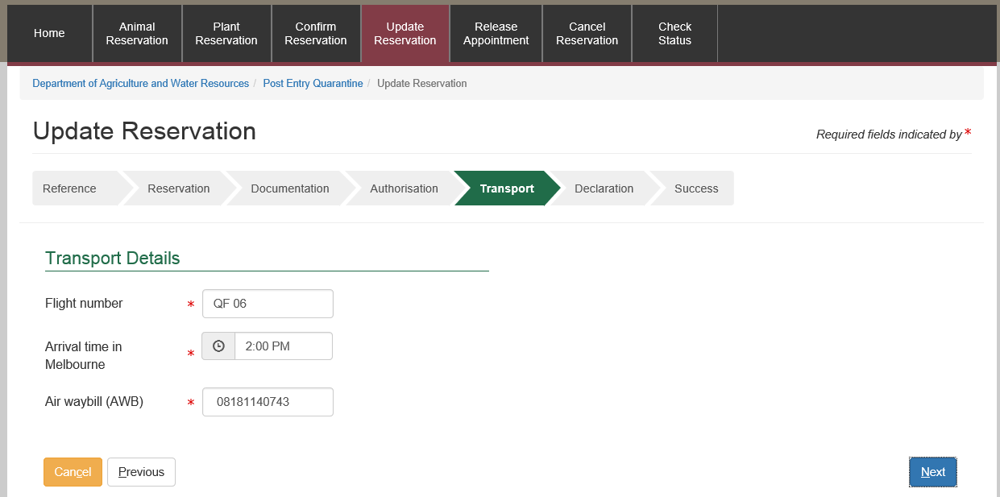 Home
Animal Reservation
Plant Reservation
Confirm Reservation
Update Reservation
Release Appointment
Cancel Reservation
Check Status
Department of Agriculture and Water Resources / Post Entry Quarantine / Update Reservation
Update Reservation
Required fields indicated by *
Reference Reservation Documentation Authorisation Transport Declaration Success
Transport Details
Flight number * QF 06
Arrival time in
Melbourne * 2:00 PM
Air waybill (AWB) * 08181140743
Cancel Previous Next